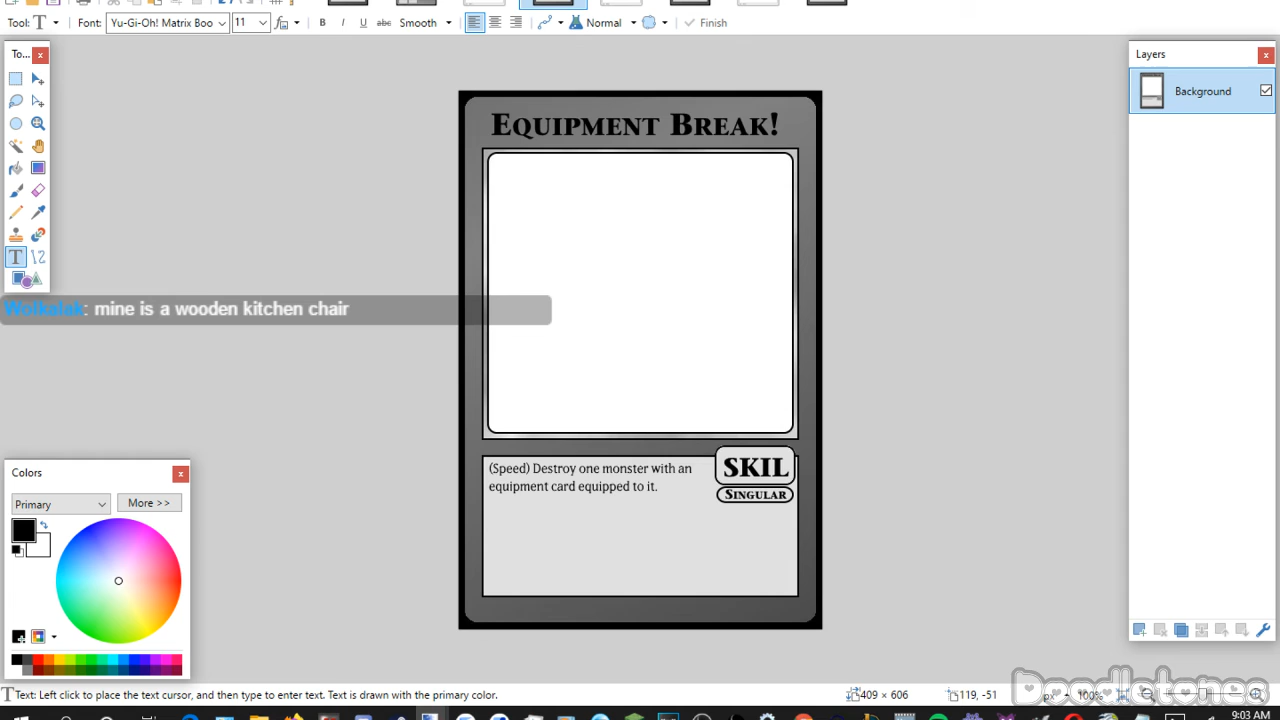 Tool:
Font:
Yu-Gi-Oh! Matrix Boo
11
B I U abc
Smooth
Normal
Finish
To...
Layers
Background
EQUIPMENT BREAK!
Wolkalak: mine is a wooden kitchen chair
(Speed) Destroy one monster with an
equipment card equipped to it.
SKIL
SINGULAR
Colors
Primary
More >>
Text: Left click to place the text cursor, and then type to enter text. Text is drawn with the primary color.
409 × 606
119, -51
px
100%
Doodletones
9:03 AM